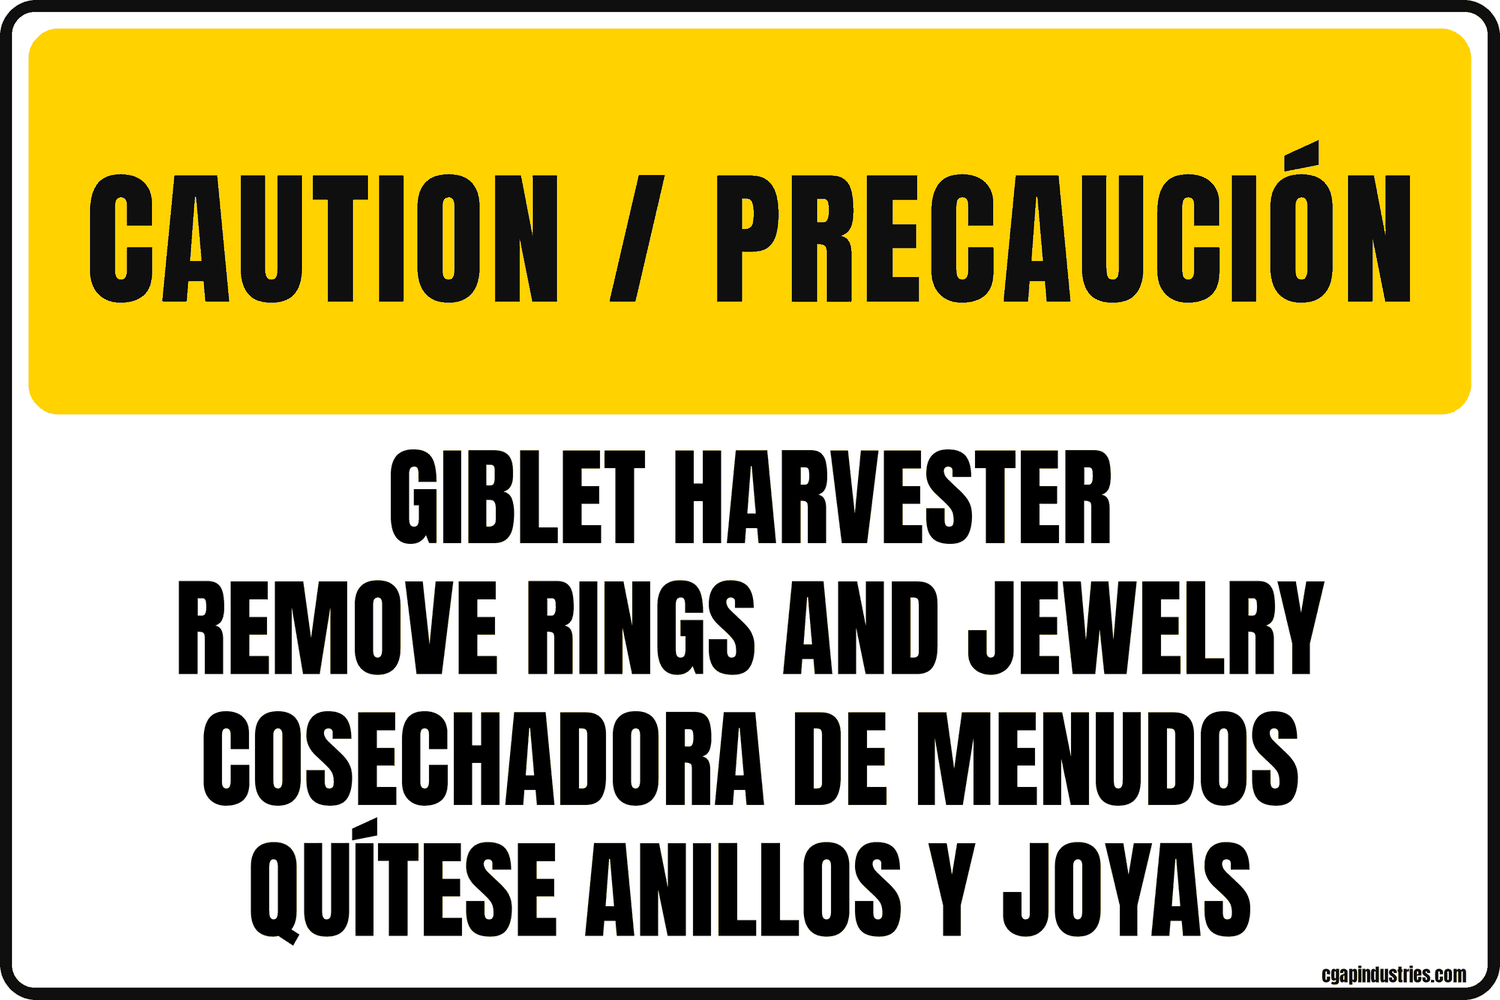 CAUTION / PRECAUCIÓN
GIBLET HARVESTER
REMOVE RINGS AND JEWELRY
COSECHADORA DE MENUDOS
QUÍTESE ANILLOS Y JOYAS
cgapindustries.com